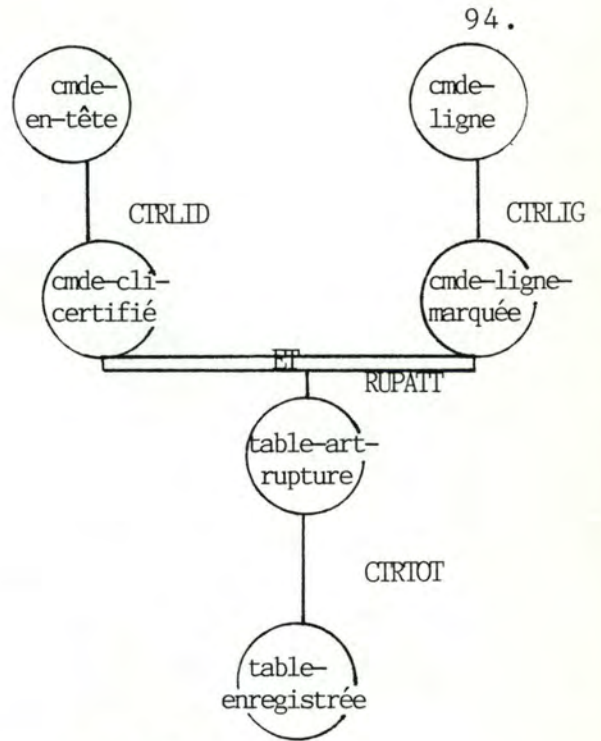 94.
cmde-
en-tête
cmde-
ligne
CTRLID
CTRLIG
cmde-cli-
certifié
cmde-ligne-
marquée
ET
RUPATT
table-art-
rupture
CTRTOT
table-
enregistrée